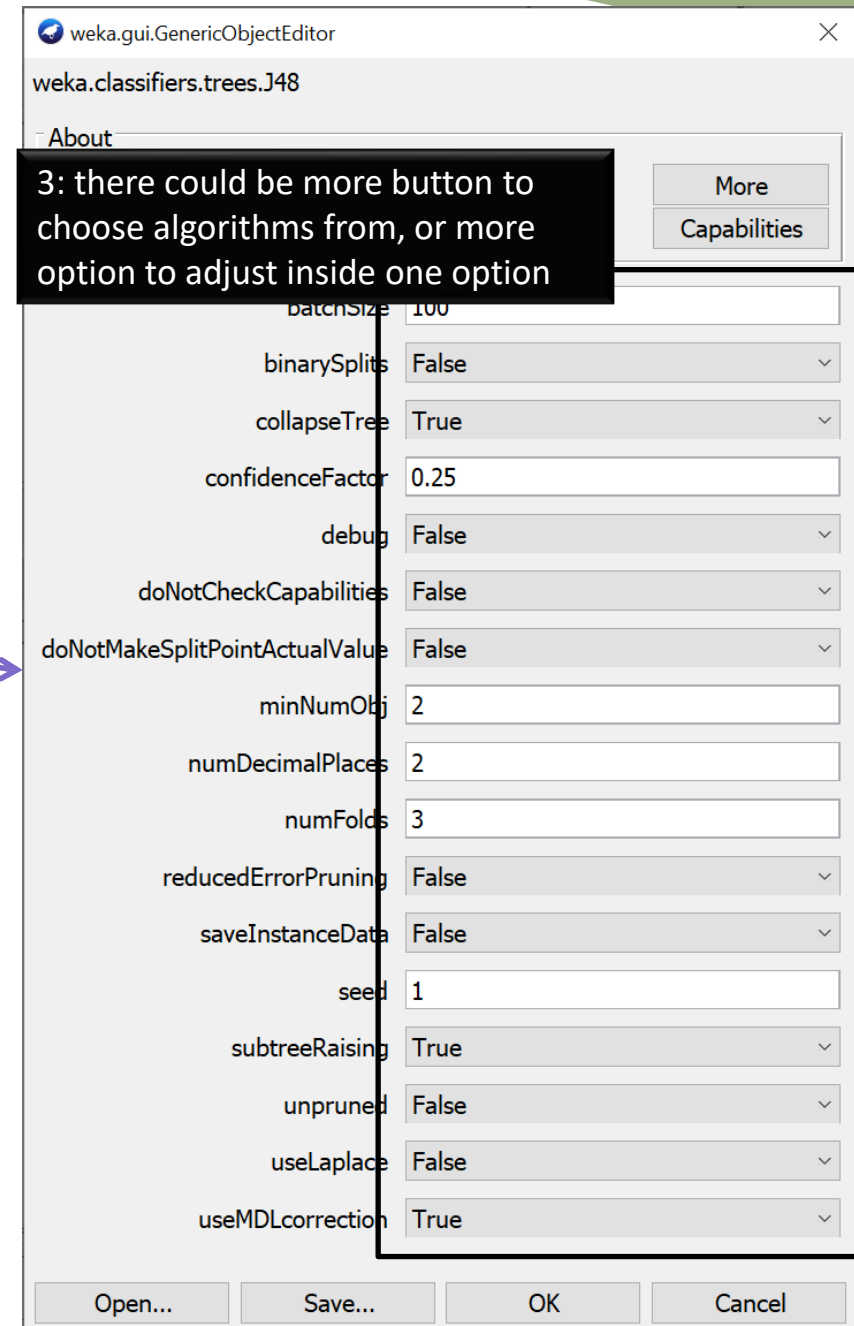 weka.gui.GenericObjectEditor
weka.classifiers.trees.J48
About
3: there could be more button to
choose algorithms from, or more
option to adjust inside one option
More
Capabilities
batchSize 100
binarySplits False
collapseTree True
confidenceFactor 0.25
debug False
doNotCheckCapabilities False
doNotMakeSplitPointActualValue False
minNumObj 2
numDecimalPlaces 2
numFolds 3
reducedErrorPruning False
saveInstanceData False
seed 1
subtreeRaising True
unpruned False
useLaplace False
useMDLcorrection True
Open... Save... OK Cancel